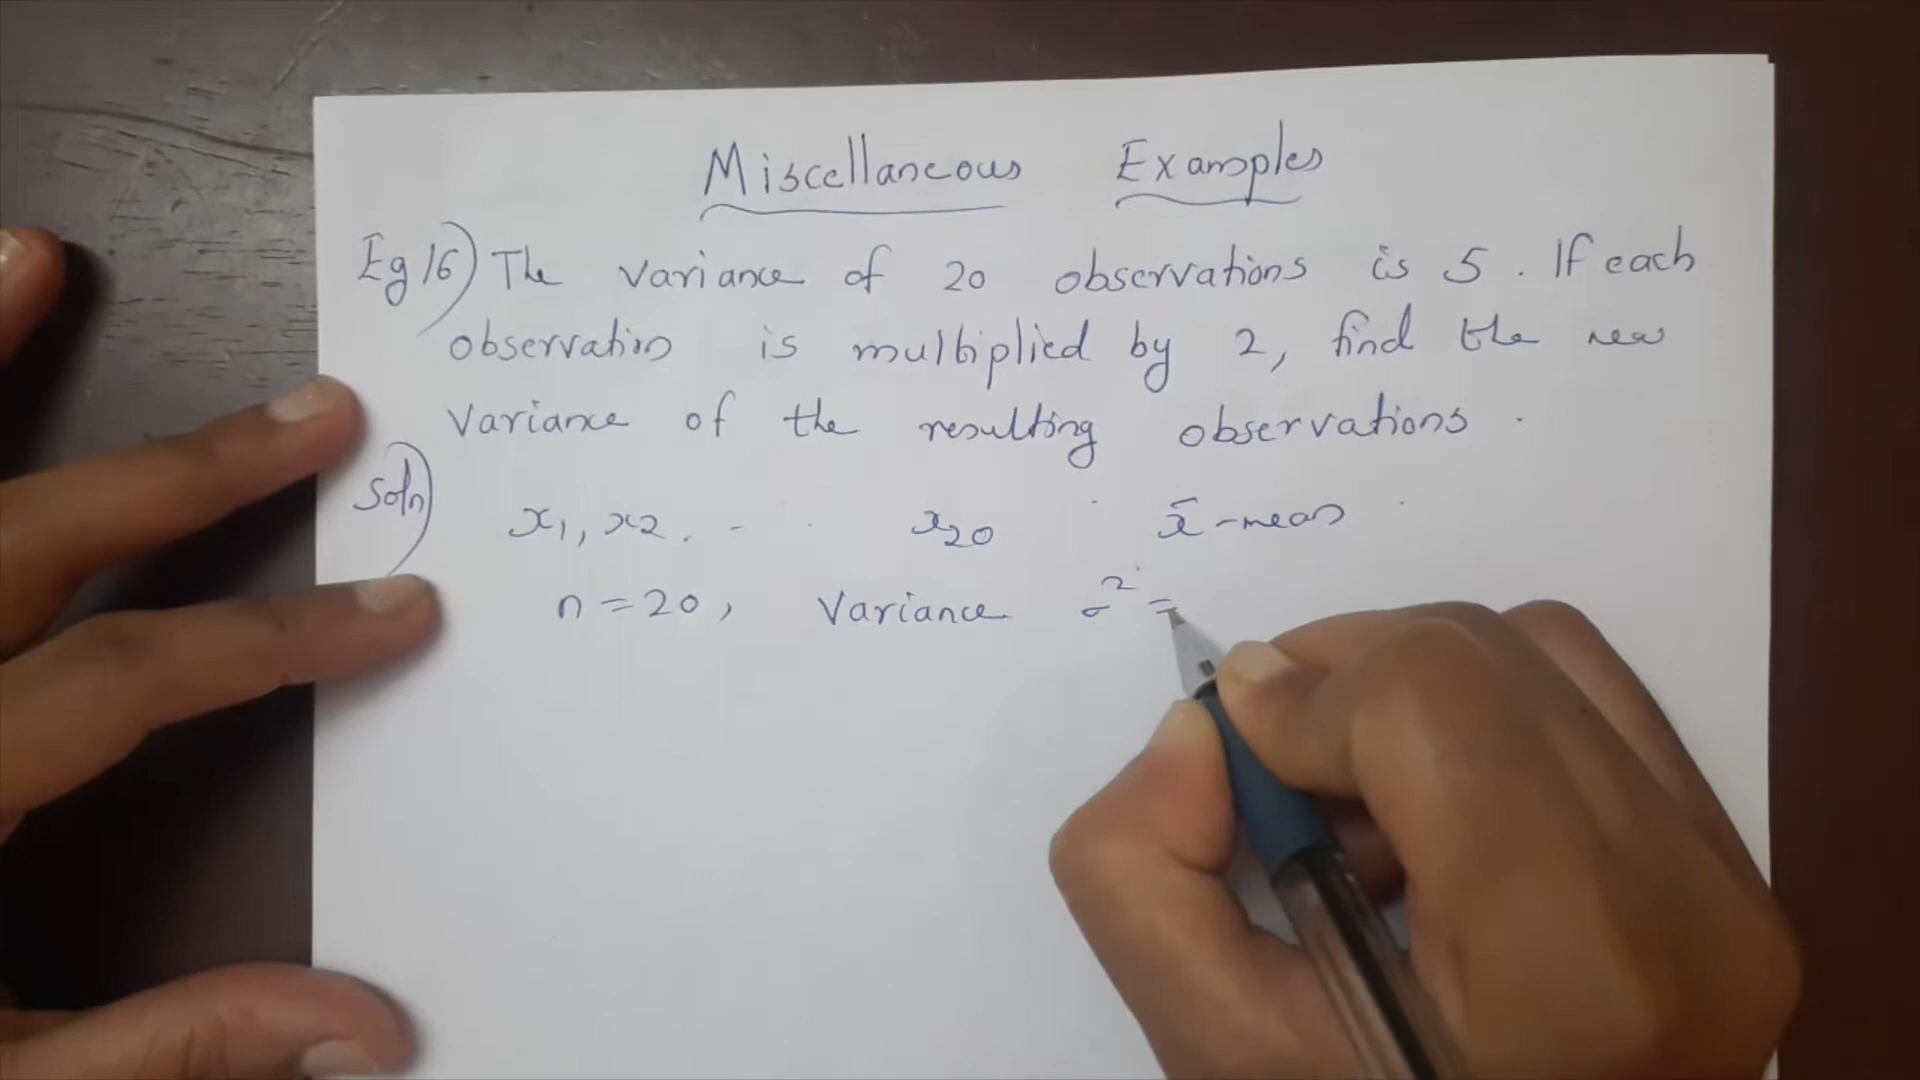 Miscellaneous Examples
Eg 16) The variance of 20 observations is 5. If each
observation is multiplied by 2, find the new
variance of the resulting observations.
Soln)
x₁, x₂, - . x₂₀ x̄ - mean
n = 20, Variance σ² =